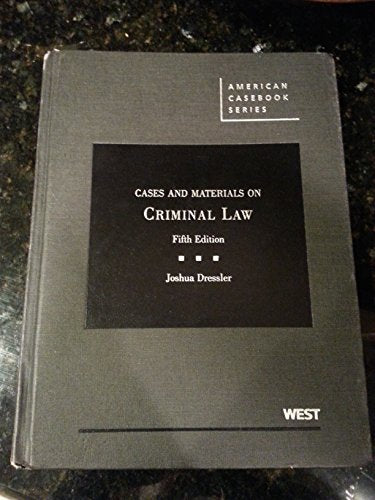 AMERICAN
CASEBOOK
SERIES
CASES AND MATERIALS ON
CRIMINAL LAW
Fifth Edition
Joshua Dressler
WEST